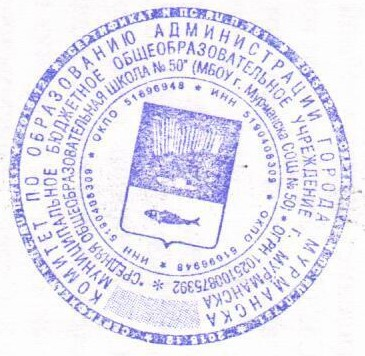 КОМИТЕТ ПО ОБРАЗОВАНИЮ АДМИНИСТРАЦИИ ГОРОДА МУРМАНСКА
МУНИЦИПАЛЬНОЕ БЮДЖЕТНОЕ ОБЩЕОБРАЗОВАТЕЛЬНОЕ УЧРЕЖДЕНИЕ Г. МУРМАНСКА
"СРЕДНЯЯ ОБЩЕОБРАЗОВАТЕЛЬНАЯ ШКОЛА № 50" (МБОУ г. Мурманска СОШ № 50) * ОГРН 1025100875392 *
* ИНН 5190408309 * ОКПО 51696948 * ИНН 5190408309 * ОКПО 51696948